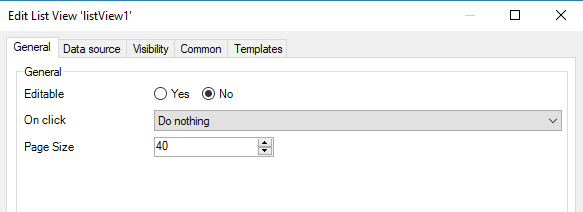 Edit List View 'listView1'
General Data source Visibility Common Templates
General
Editable Yes No
On click Do nothing
Page Size 40